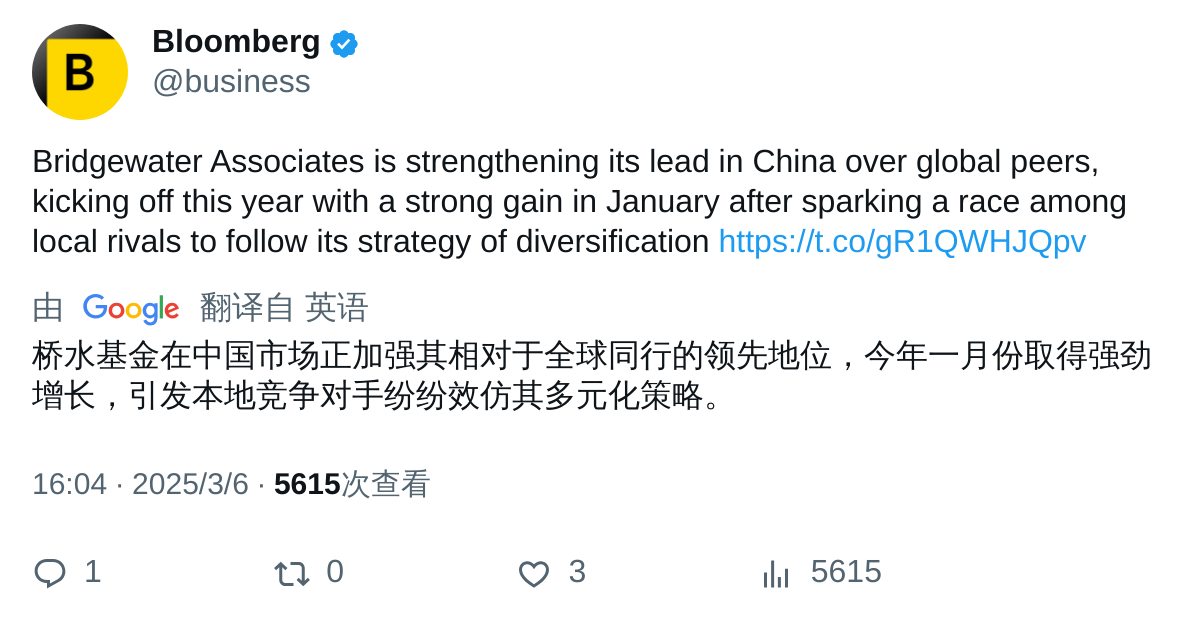 B
Bloomberg
@business
Bridgewater Associates is strengthening its lead in China over global peers,
kicking off this year with a strong gain in January after sparking a race among
local rivals to follow its strategy of diversification https://t.co/gR1QWHJQpv
由 Google 翻译自 英语
桥水基金在中国市场正加强其相对于全球同行的领先地位，今年一月份取得强劲
增长，引发本地竞争对手纷纷效仿其多元化策略。
16:04 · 2025/3/6 · 5615次查看
1 0 3 5615